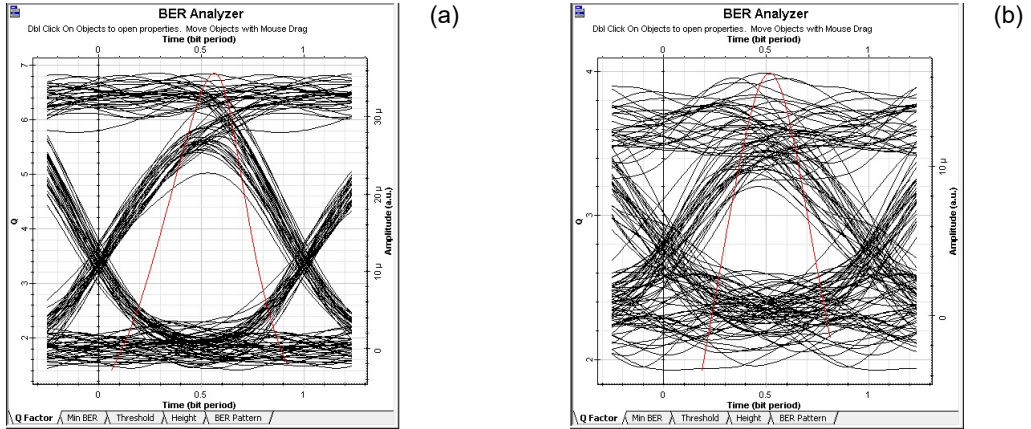 BER Analyzer
Dbl Click On Objects to open properties. Move Objects with Mouse Drag
Time (bit period)
0 0.5 1
7
6
5
4
3
2
Q
30 µ
20 µ
10 µ
0
Amplitude (a.u.)
0 0.5 1
Time (bit period)
Q Factor Min BER Threshold Height BER Pattern
(a)
BER Analyzer
Dbl Click On Objects to open properties. Move Objects with Mouse Drag
Time (bit period)
0 0.5 1
4
3
2
Q
10 µ
0
Amplitude (a.u.)
0 0.5 1
Time (bit period)
Q Factor Min BER Threshold Height BER Pattern
(b)